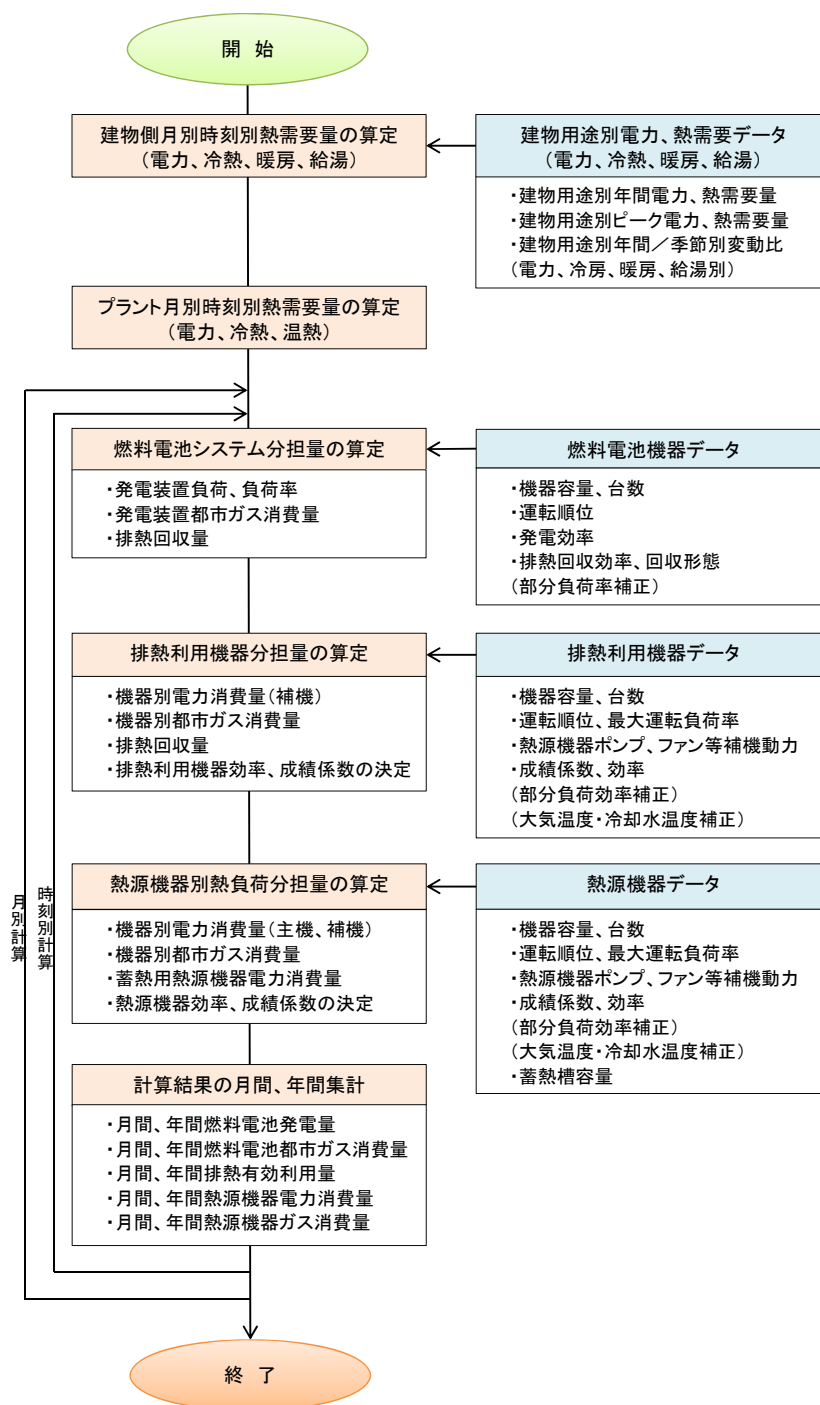 開 始
建物側月別時刻別熱需要量の算定
(電力、冷熱、暖房、給湯)
建物用途別電力、熱需要データ
(電力、冷熱、暖房、給湯)
・建物用途別年間電力、熱需要量
・建物用途別ピーク電力、熱需要量
・建物用途別年間／季節別変動比
(電力、冷房、暖房、給湯別)
プラント月別時刻別熱需要量の算定
(電力、冷熱、温熱)
燃料電池システム分担量の算定
・発電装置負荷、負荷率
・発電装置都市ガス消費量
・排熱回収量
燃料電池機器データ
・機器容量、台数
・運転順位
・発電効率
・排熱回収効率、回収形態
(部分負荷率補正)
排熱利用機器分担量の算定
・機器別電力消費量(補機)
・機器別都市ガス消費量
・排熱回収量
・排熱利用機器効率、成績係数の決定
排熱利用機器データ
・機器容量、台数
・運転順位、最大運転負荷率
・熱源機器ポンプ、ファン等補機動力
・成績係数、効率
(部分負荷効率補正)
(大気温度・冷却水温度補正)
熱源機器別熱負荷分担量の算定
・機器別電力消費量(主機、補機)
・機器別都市ガス消費量
・蓄熱用熱源機器電力消費量
・熱源機器効率、成績係数の決定
熱源機器データ
・機器容量、台数
・運転順位、最大運転負荷率
・熱源機器ポンプ、ファン等補機動力
・成績係数、効率
(部分負荷効率補正)
(大気温度・冷却水温度補正)
・蓄熱槽容量
月別計算
時刻別計算
計算結果の月間、年間集計
・月間、年間燃料電池発電量
・月間、年間燃料電池都市ガス消費量
・月間、年間排熱有効利用量
・月間、年間熱源機器電力消費量
・月間、年間熱源機器ガス消費量
終 了